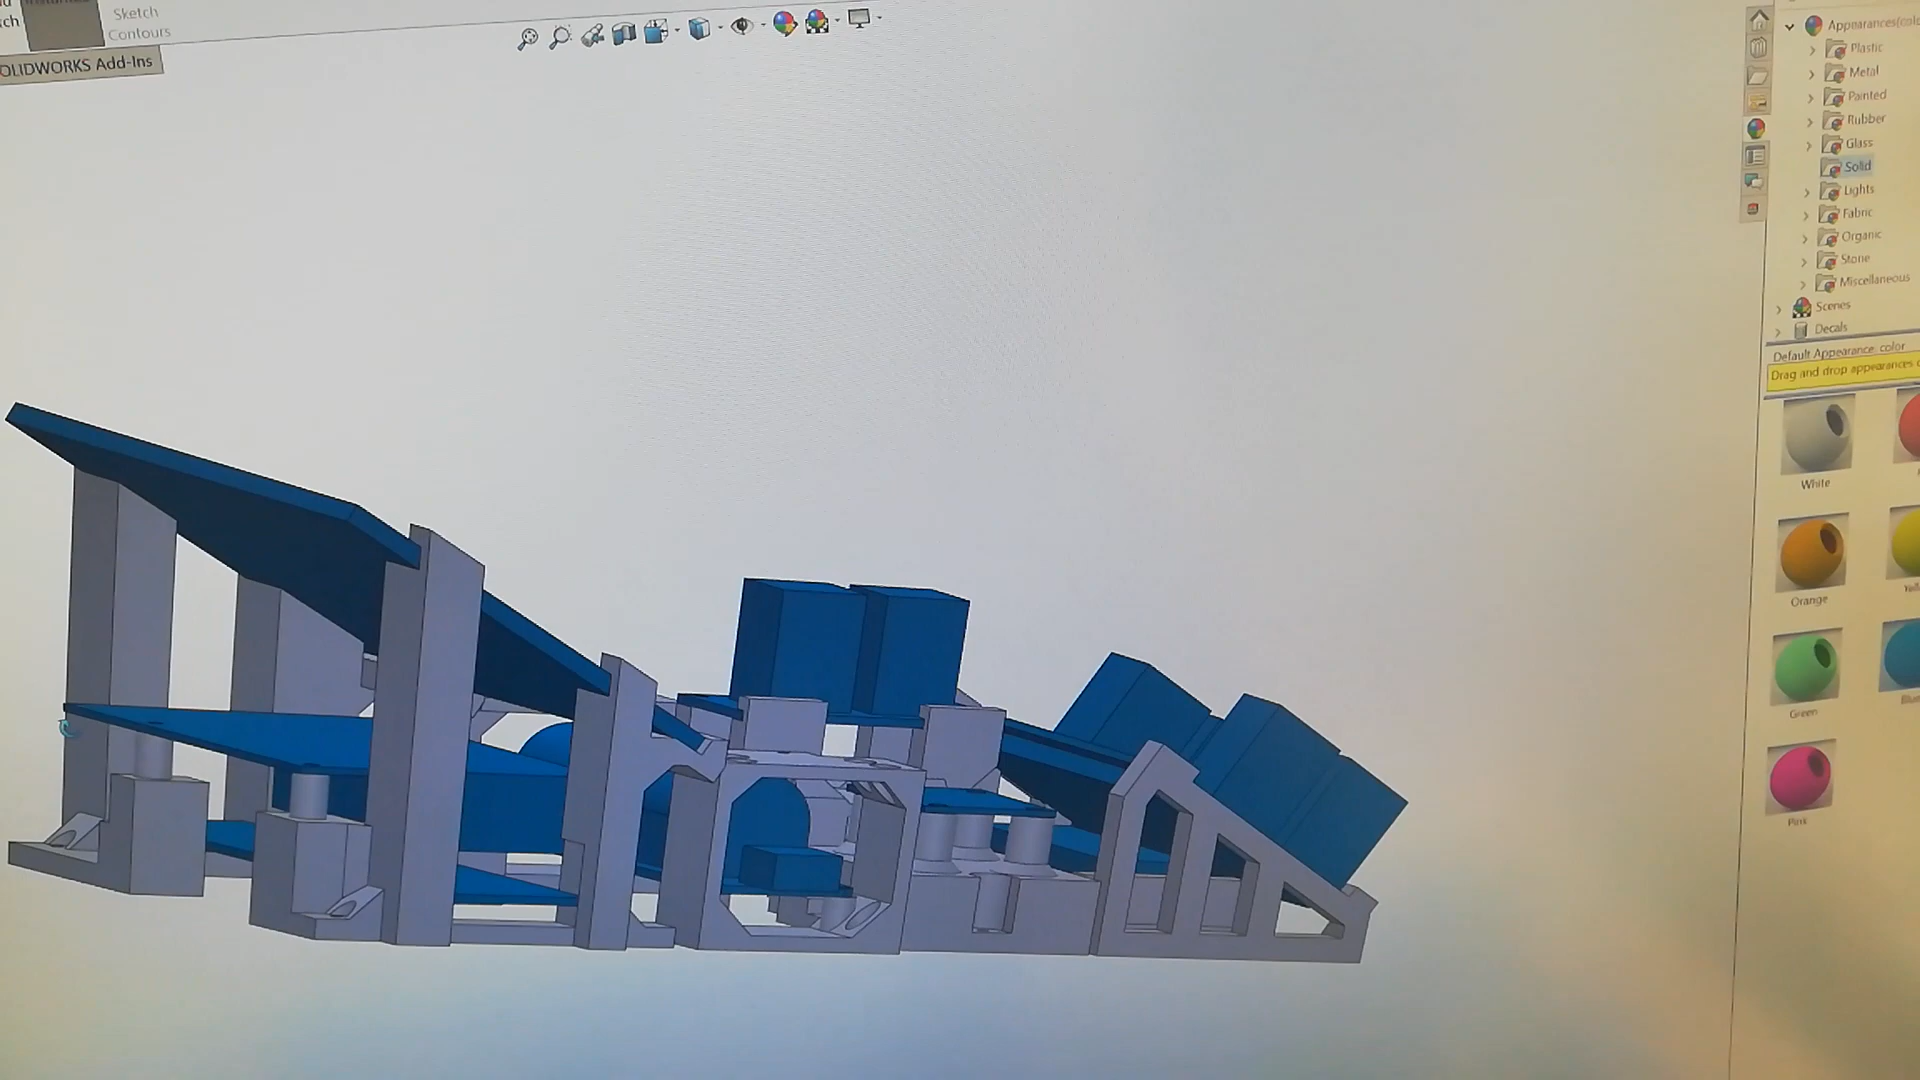 Sketch
Contours
OLIDWORKS Add-Ins
Appearances(colo
Plastic
Metal
Painted
Rubber
Glass
Solid
Lights
Fabric
Organic
Stone
Miscellaneous
Scenes
Decals
Default Appearance: color
Drag and drop appearances
White
Orange
Green
Pink